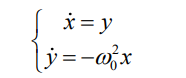 ẋ = y
ẏ = −ω₀²x